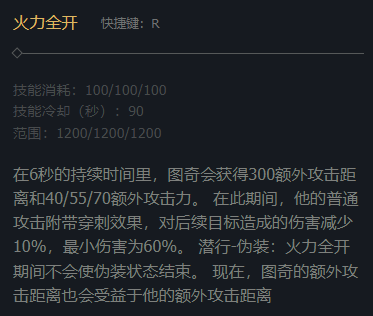 火力全开 快捷键：R
技能消耗：100/100/100
技能冷却（秒）：90
范围：1200/1200/1200
在6秒的持续时间里，图奇会获得300额外攻击距
离和40/55/70额外攻击力。 在此期间，他的普通
攻击附带穿刺效果，对后续目标造成的伤害减少
10%，最小伤害为60%。 潜行-伪装：火力全开
期间不会使伪装状态结束。 现在，图奇的额外攻
击距离也会受益于他的额外攻击距离